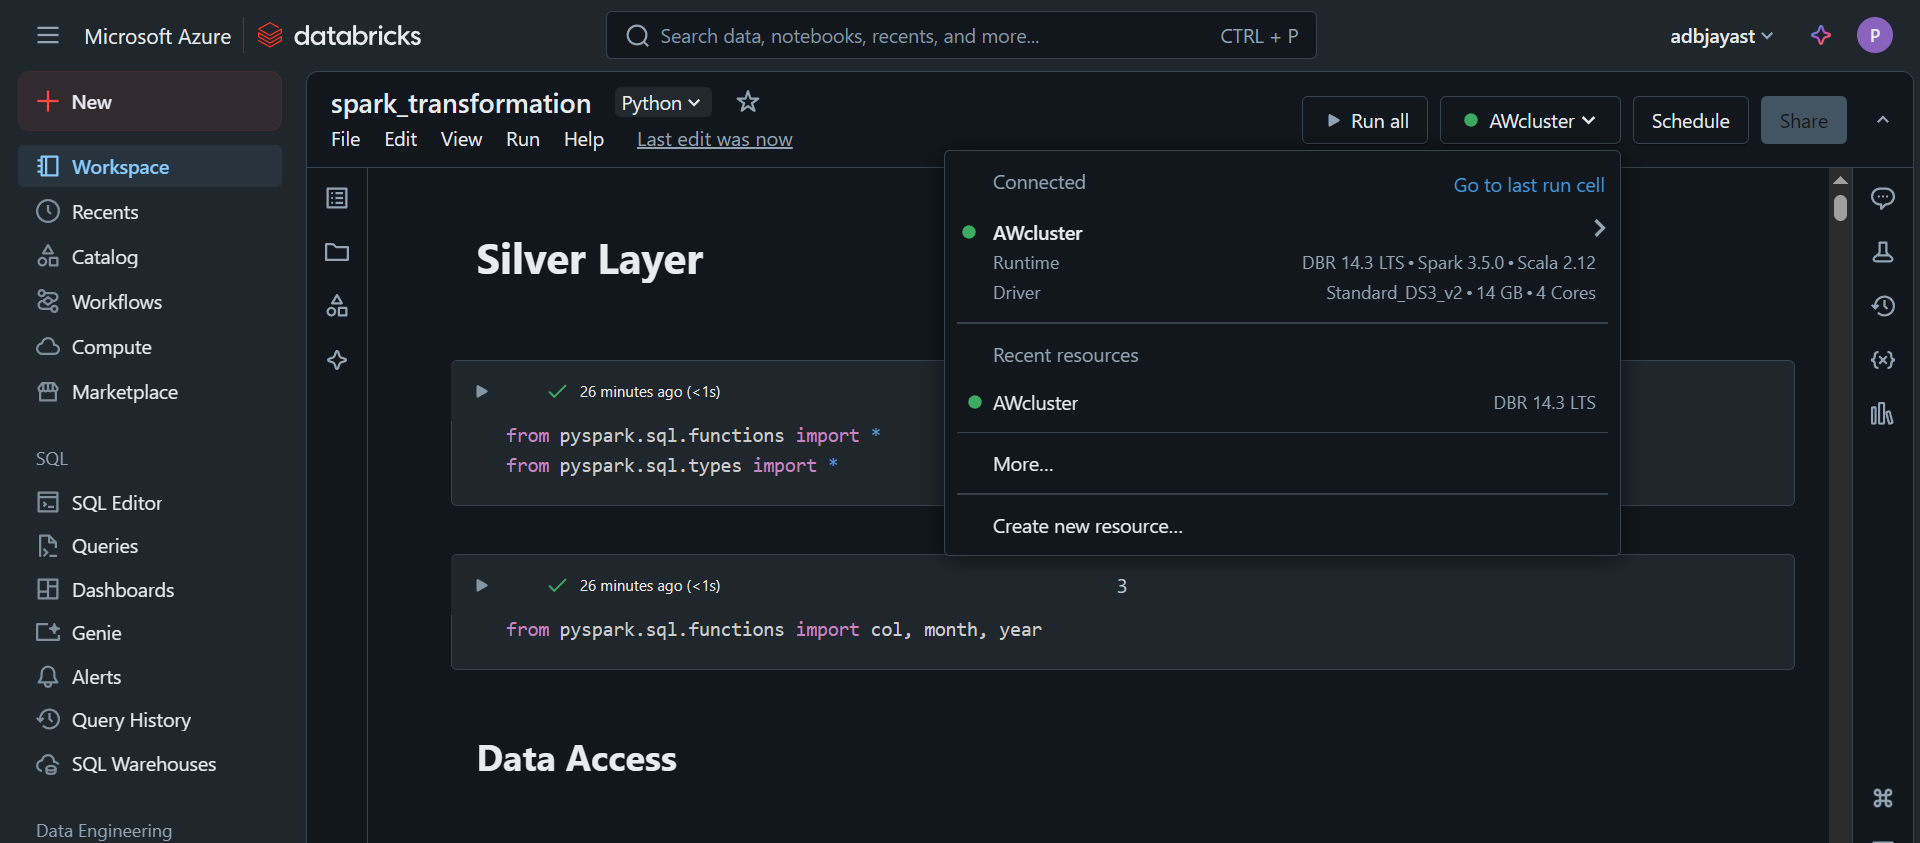 Microsoft Azure databricks
Search data, notebooks, recents, and more... CTRL + P
adbjayast P
New
Workspace
Recents
Catalog
Workflows
Compute
Marketplace
SQL
SQL Editor
Queries
Dashboards
Genie
Alerts
Query History
SQL Warehouses
Data Engineering
spark_transformation Python
File Edit View Run Help Last edit was now
Run all AWcluster Schedule Share
Connected Go to last run cell
AWcluster
Runtime DBR 14.3 LTS • Spark 3.5.0 • Scala 2.12
Driver Standard_DS3_v2 • 14 GB • 4 Cores
Recent resources
AWcluster DBR 14.3 LTS
More...
Create new resource...
Silver Layer
26 minutes ago (<1s)
from pyspark.sql.functions import *
from pyspark.sql.types import *
26 minutes ago (<1s) 3
from pyspark.sql.functions import col, month, year
Data Access